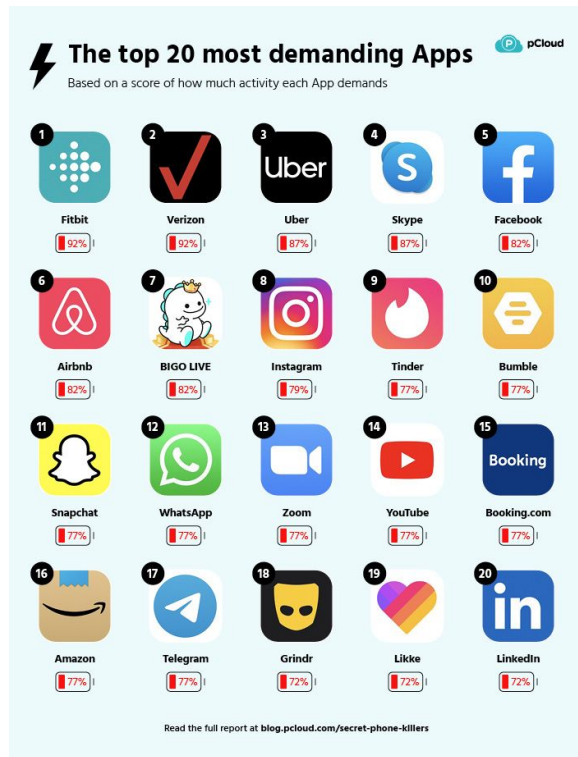 The top 20 most demanding Apps
P pCloud
Based on a score of how much activity each App demands
1 2 3 4 5
Uber S f
Fitbit Verizon Uber Skype Facebook
92% 92% 87% 87% 82%
6 7 8 9 10
Airbnb BIGO LIVE Instagram Tinder Bumble
82% 82% 79% 77% 77%
11 12 13 14 15
Booking
Snapchat WhatsApp Zoom YouTube Booking.com
77% 77% 77% 77% 77%
16 17 18 19 20
in
Amazon Telegram Grindr Likke LinkedIn
77% 77% 72% 72% 72%
Read the full report at blog.pcloud.com/secret-phone-killers